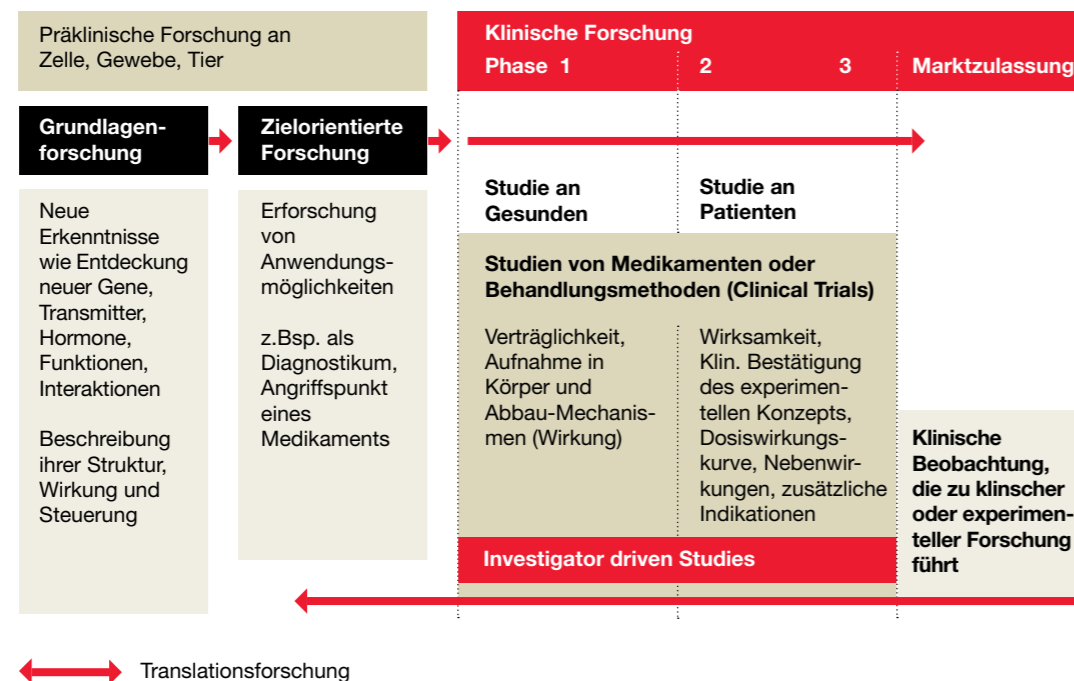 Präklinische Forschung an
Zelle, Gewebe, Tier
Klinische Forschung
Phase 1 2 3 Marktzulassung
Grundlagen-
forschung
Zielorientierte
Forschung
Neue
Erkenntnisse
wie Entdeckung
neuer Gene,
Transmitter,
Hormone,
Funktionen,
Interaktionen
Beschreibung
ihrer Struktur,
Wirkung und
Steuerung
Erforschung
von
Anwendungs-
möglichkeiten
z.Bsp. als
Diagnostikum,
Angriffspunkt
eines
Medikaments
Studie an
Gesunden
Studie an
Patienten
Studien von Medikamenten oder
Behandlungsmethoden (Clinical Trials)
Verträglichkeit,
Aufnahme in
Körper und
Abbau-Mechanis-
men (Wirkung)
Wirksamkeit,
Klin. Bestätigung
des experimen-
tellen Konzepts,
Dosiswirkungs-
kurve, Nebenwir-
kungen, zusätzliche
Indikationen
Investigator driven Studies
Klinische
Beobachtung,
die zu klinscher
oder experimen-
teller Forschung
führt
Translationsforschung